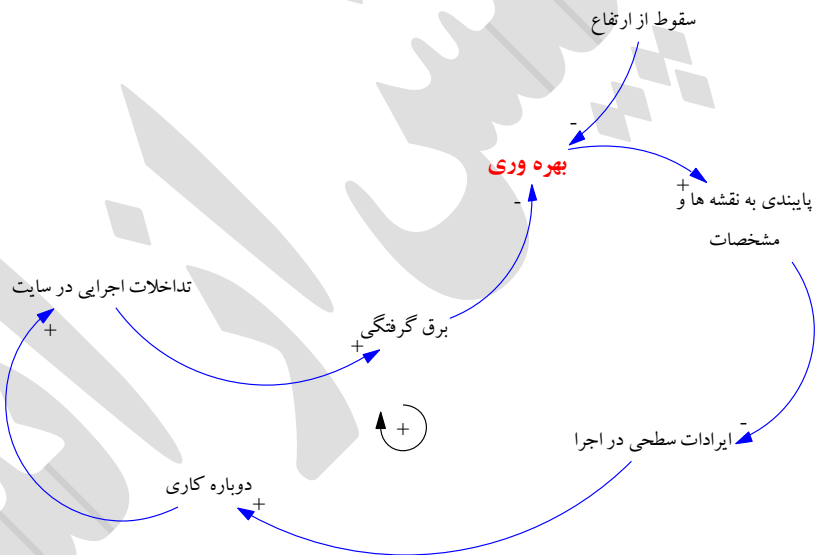 سقوط از ارتفاع
-
بهره وری
+
-
پایبندی به نقشه ها و
مشخصات
تداخلات اجرایی در سایت
+
برق گرفتگی
+
+
-
ایرادات سطحی در اجرا
دوباره کاری
+